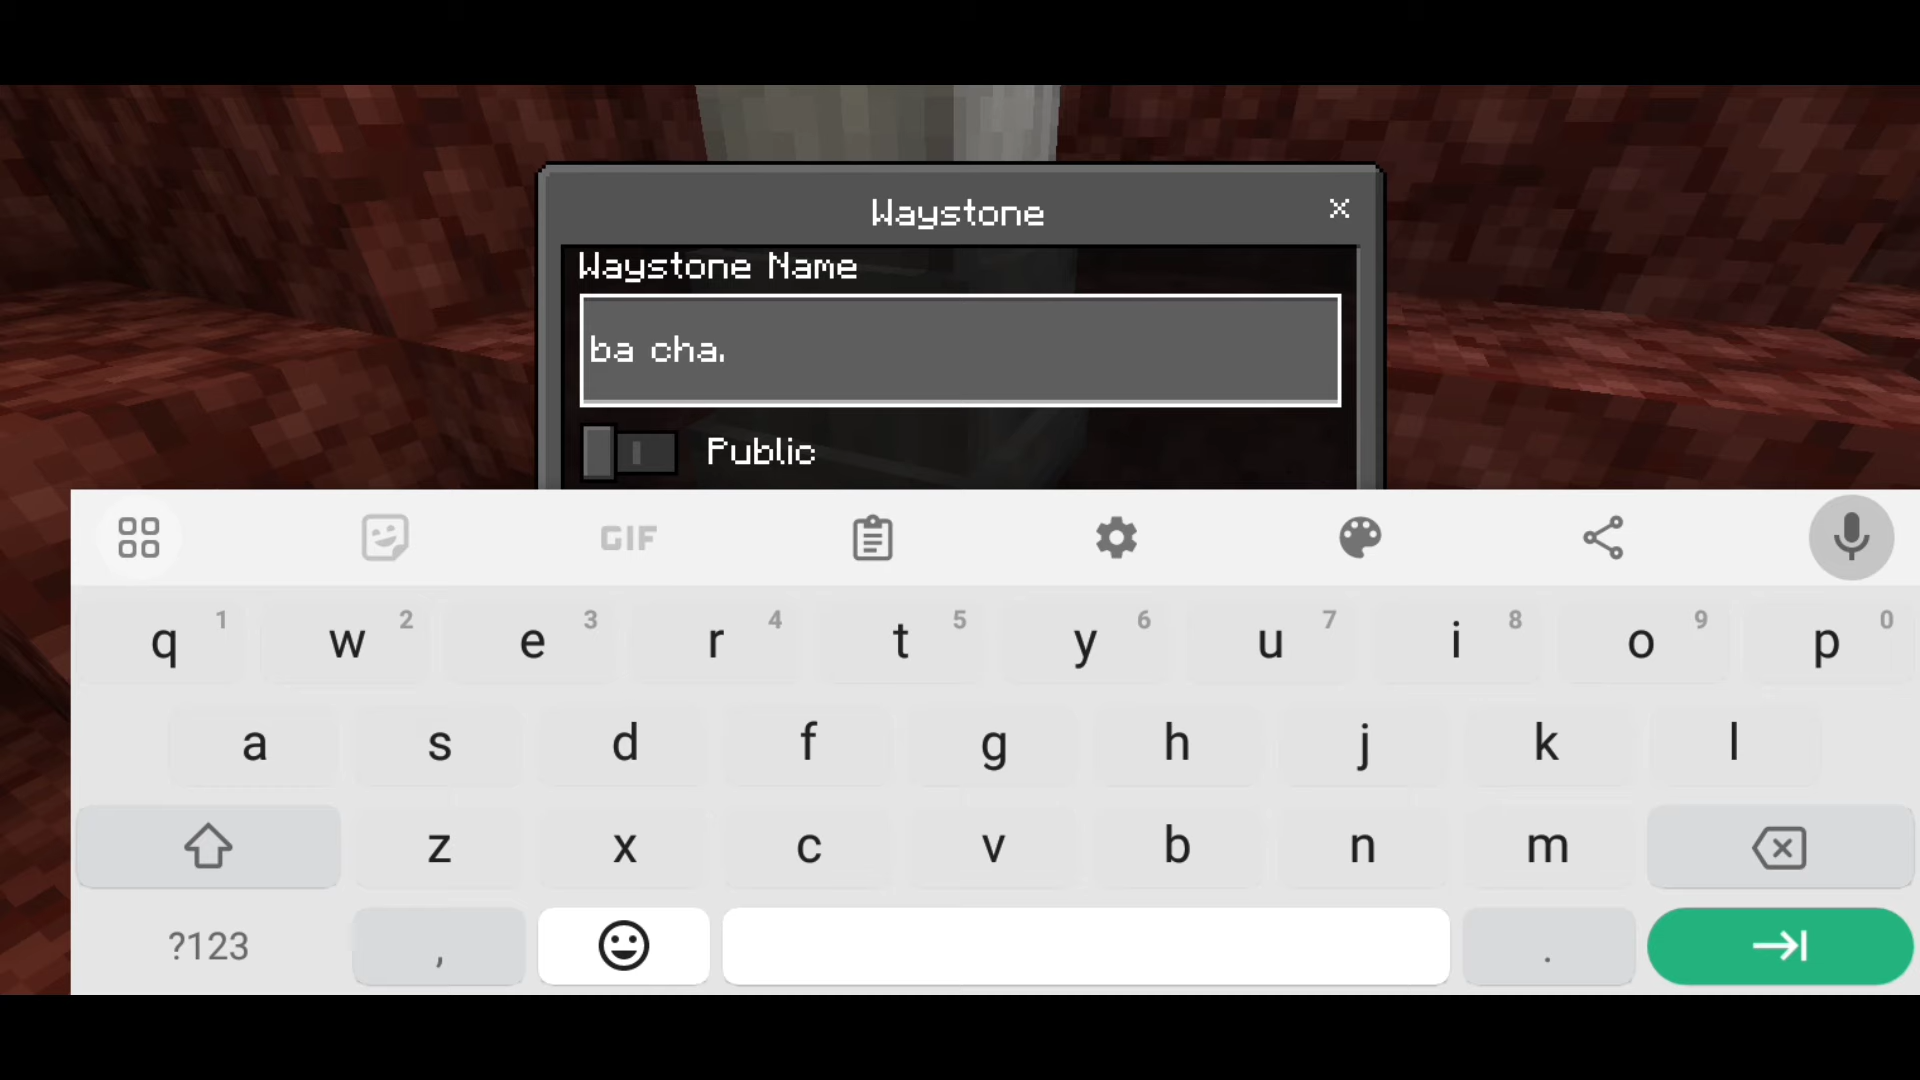 Waystone
Waystone Name
ba cha.
Public
GIF
q 1 w 2 e 3 r 4 t 5 y 6 u 7 i 8 o 9 p 0
a s d f g h j k l
z x c v b n m
?123 , .